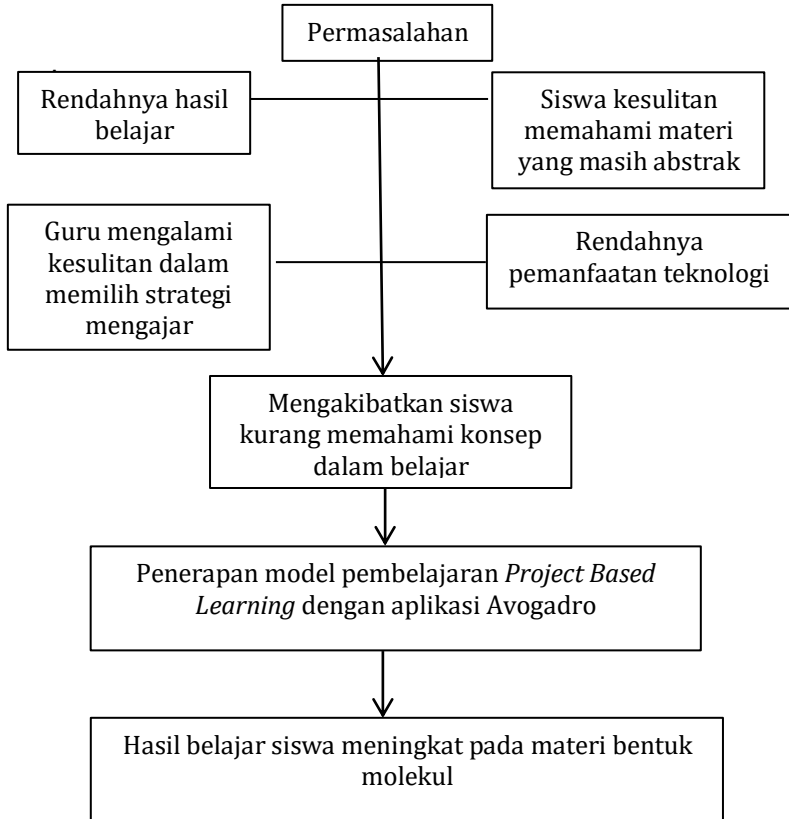 Permasalahan
Rendahnya hasil
belajar
Siswa kesulitan
memahami materi
yang masih abstrak
Guru mengalami
kesulitan dalam
memilih strategi
mengajar
Rendahnya
pemanfaatan teknologi
Mengakibatkan siswa
kurang memahami konsep
dalam belajar
Penerapan model pembelajaran Project Based
Learning dengan aplikasi Avogadro
Hasil belajar siswa meningkat pada materi bentuk
molekul